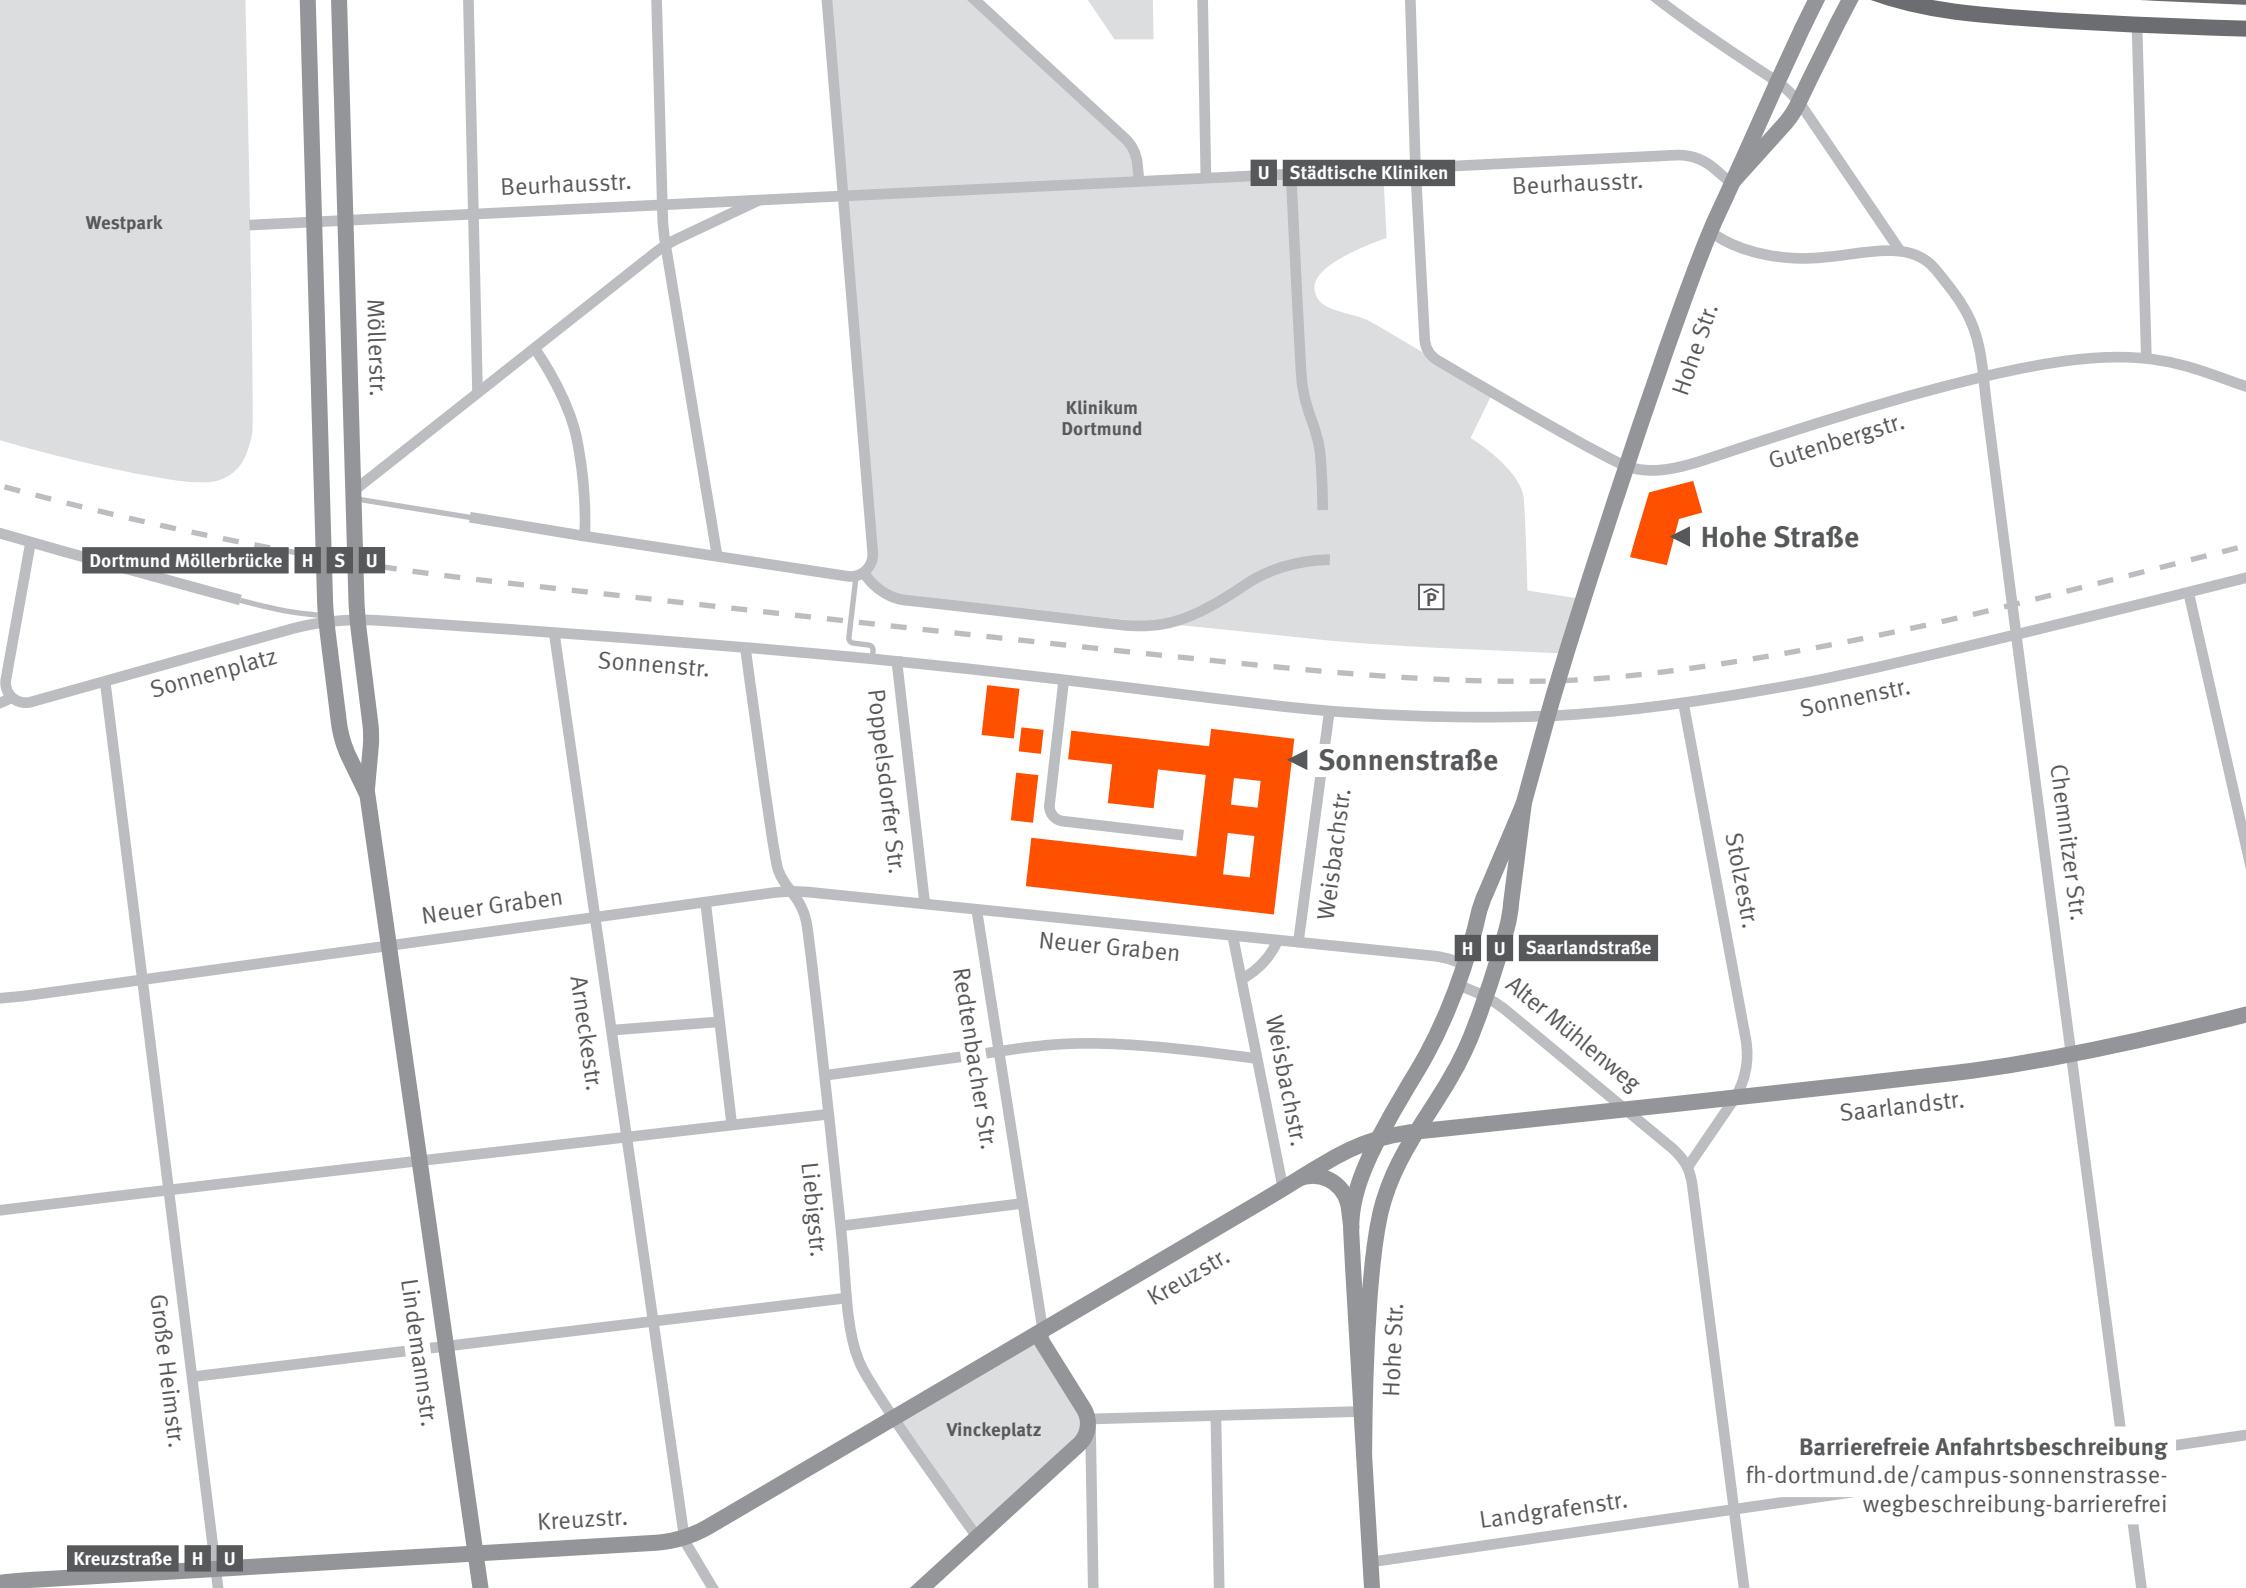 U Städtische Kliniken
Beurhausstr.
Beurhausstr.
Westpark
Möllerstr.
Hohe Str.
Klinikum
Dortmund
Gutenbergstr.
Hohe Straße
Dortmund Möllerbrücke H S U
P
Sonnenplatz
Sonnenstr.
Sonnenstr.
Poppelsdorfer Str.
Sonnenstraße
Weisbachstr.
Stolzestr.
Chemnitzer Str.
Neuer Graben
Neuer Graben
H U Saarlandstraße
Arneckestr.
Redtenbacher Str.
Alter Mühlenweg
Weisbachstr.
Saarlandstr.
Liebigstr.
Große Heimstr.
Lindemannstr.
Kreuzstr.
Hohe Str.
Vinckeplatz
Barrierefreie Anfahrtsbeschreibung
fh-dortmund.de/campus-sonnenstrasse-
wegbeschreibung-barrierefrei
Landgrafenstr.
Kreuzstr.
Kreuzstraße H U